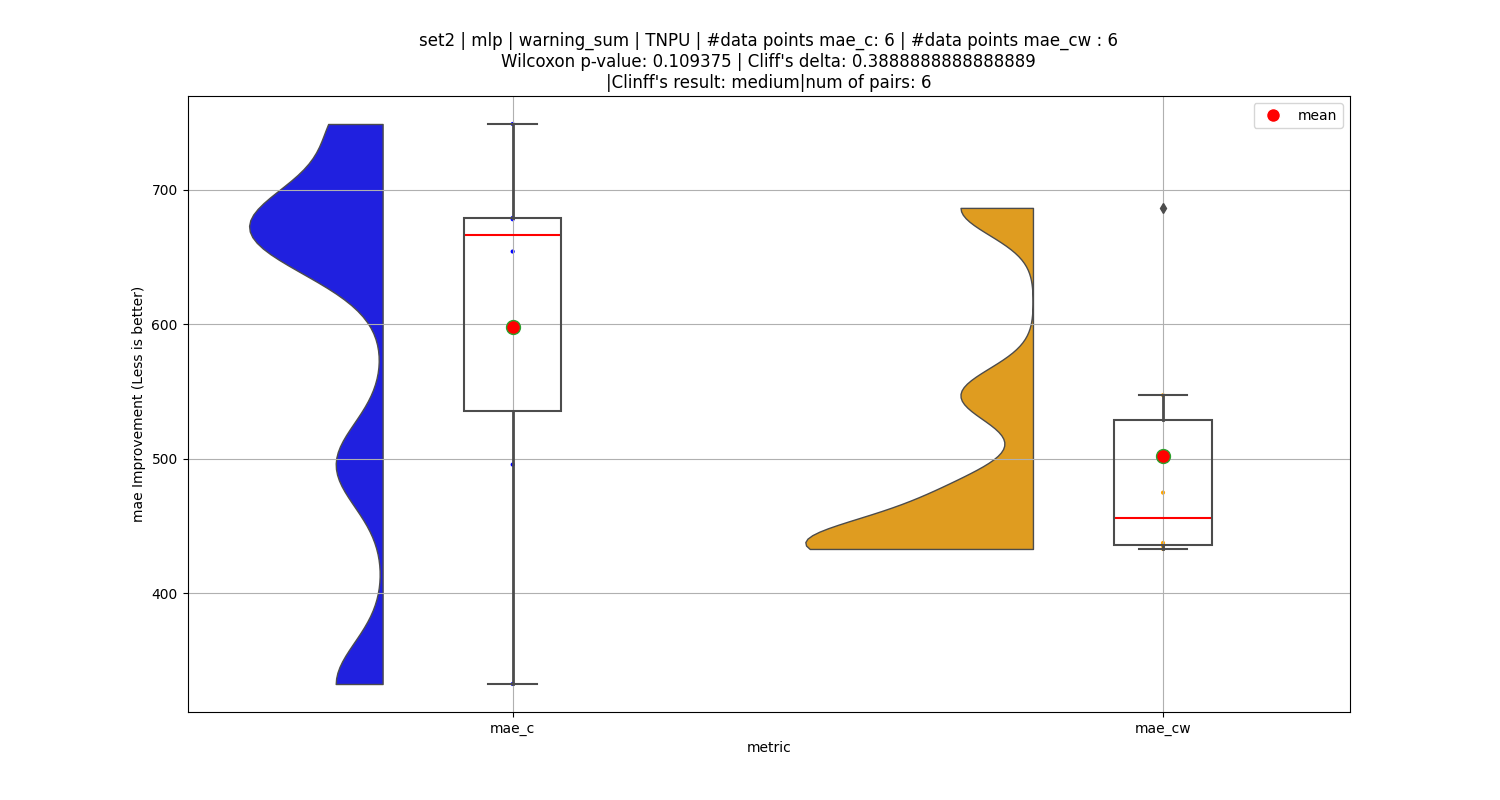 set2 | mlp | warning_sum | TNPU | #data points mae_c: 6 | #data points mae_cw : 6
Wilcoxon p-value: 0.109375 | Cliff's delta: 0.3888888888888889
|Clinff's result: medium|num of pairs: 6
mean
mae Improvement (Less is better)
700
600
500
400
mae_c
mae_cw
metric